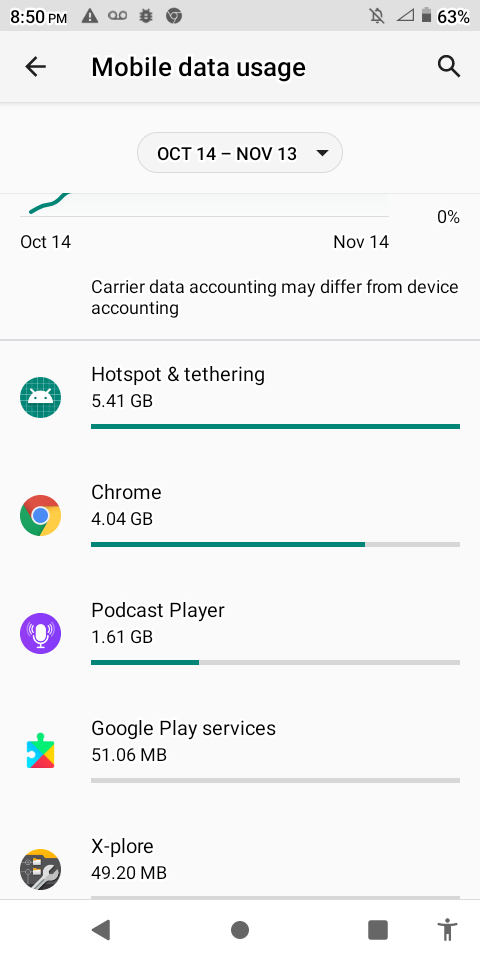 8:50 PM
63%
Mobile data usage
OCT 14 – NOV 13
0%
Oct 14
Nov 14
Carrier data accounting may differ from device
accounting
Hotspot & tethering
5.41 GB
Chrome
4.04 GB
Podcast Player
1.61 GB
Google Play services
51.06 MB
X-plore
49.20 MB